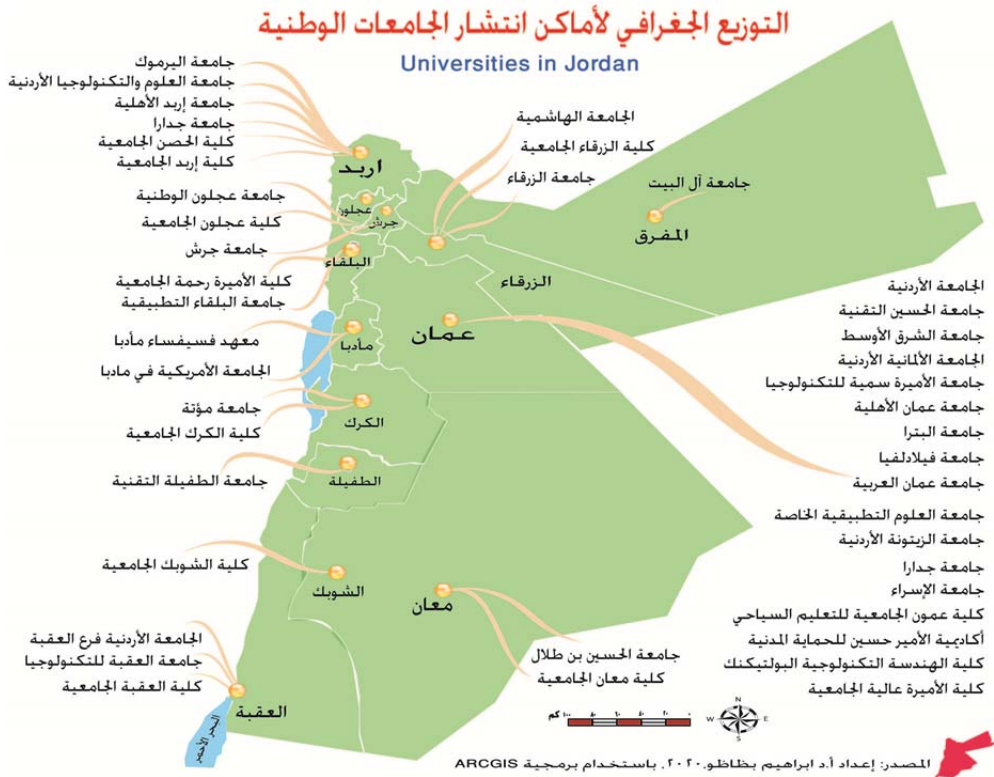 التوزيع الجغرافي لأماكن انتشار الجامعات الوطنية
Universities in Jordan
جامعة اليرموك
جامعة العلوم والتكنولوجيا الأردنية
جامعة إربد الأهلية
جامعة جدارا
كلية الحصن الجامعية
كلية إربد الجامعية
اربد
الجامعة الهاشمية
كلية الزرقاء الجامعية
جامعة الزرقاء
جامعة آل البيت
المفرق
جامعة عجلون الوطنية
كلية عجلون الجامعية
جامعة جرش
عجلون
جرش
كلية الأميرة رحمة الجامعية
جامعة البلقاء التطبيقية
البلقاء
الزرقاء
عمان
معهد فسيفساء مأدبا
الجامعة الأمريكية في مادبا
مأدبا
جامعة مؤتة
كلية الكرك الجامعية
الكرك
جامعة الطفيلة التقنية
الطفيلة
الجامعة الأردنية
جامعة الحسين التقنية
جامعة الشرق الأوسط
الجامعة الألمانية الأردنية
جامعة الأميرة سمية للتكنولوجيا
جامعة عمان الأهلية
جامعة البترا
جامعة فيلادلفيا
جامعة عمان العربية
جامعة العلوم التطبيقية الخاصة
جامعة الزيتونة الأردنية
جامعة جدارا
جامعة الإسراء
كلية عمون الجامعية للتعليم السياحي
أكاديمية الأمير حسين للحماية المدنية
كلية الهندسة التكنولوجية البولتيكنك
كلية الأميرة عالية الجامعية
كلية الشوبك الجامعية
الشوبك
معان
جامعة الحسين بن طلال
كلية معان الجامعية
الجامعة الأردنية فرع العقبة
جامعة العقبة للتكنولوجيا
كلية العقبة الجامعية
العقبة
البحر الأحمر
كم ١٠٠ ٨٠ ٦٠ ٤٠ ٢٠ ٠
N
W E
S
المصدر: إعداد أ.د ابراهيم بظاظو,٢٠٢٠, باستخدام برمجية ARCGIS